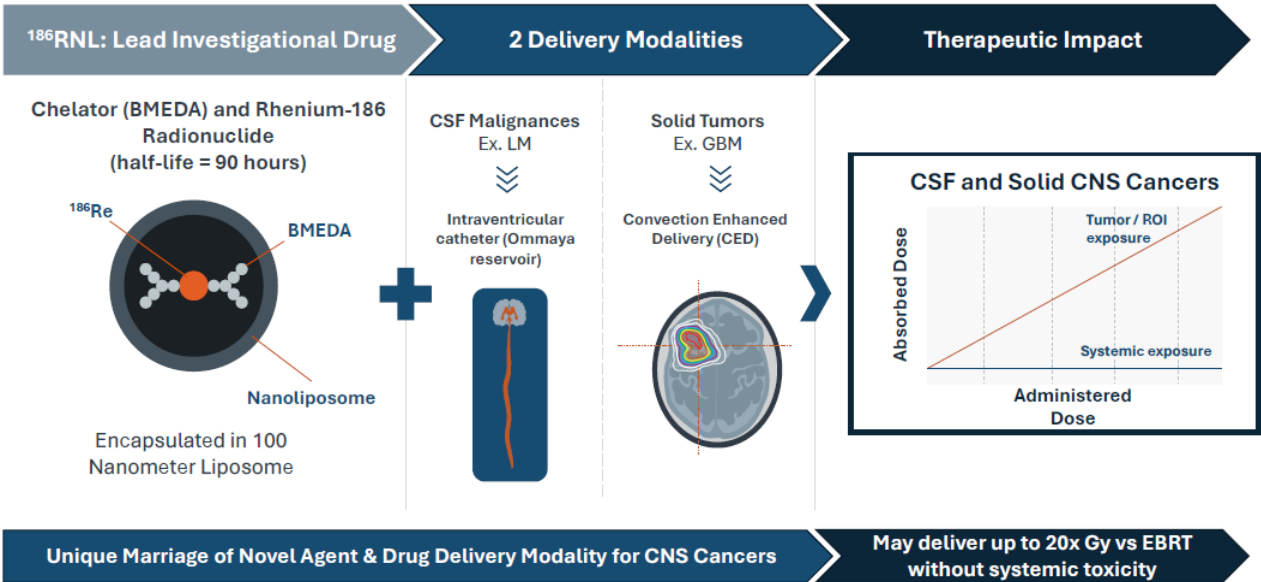 ¹⁸⁶RNL: Lead Investigational Drug
2 Delivery Modalities
Therapeutic Impact
Chelator (BMEDA) and Rhenium-186
Radionuclide
(half-life = 90 hours)
¹⁸⁶Re
BMEDA
Nanoliposome
Encapsulated in 100
Nanometer Liposome
CSF Malignances
Ex. LM
Intraventricular
catheter (Ommaya
reservoir)
Solid Tumors
Ex. GBM
Convection Enhanced
Delivery (CED)
CSF and Solid CNS Cancers
Absorbed Dose
Tumor / ROI
exposure
Systemic exposure
Administered
Dose
Unique Marriage of Novel Agent & Drug Delivery Modality for CNS Cancers
May deliver up to 20x Gy vs EBRT
without systemic toxicity